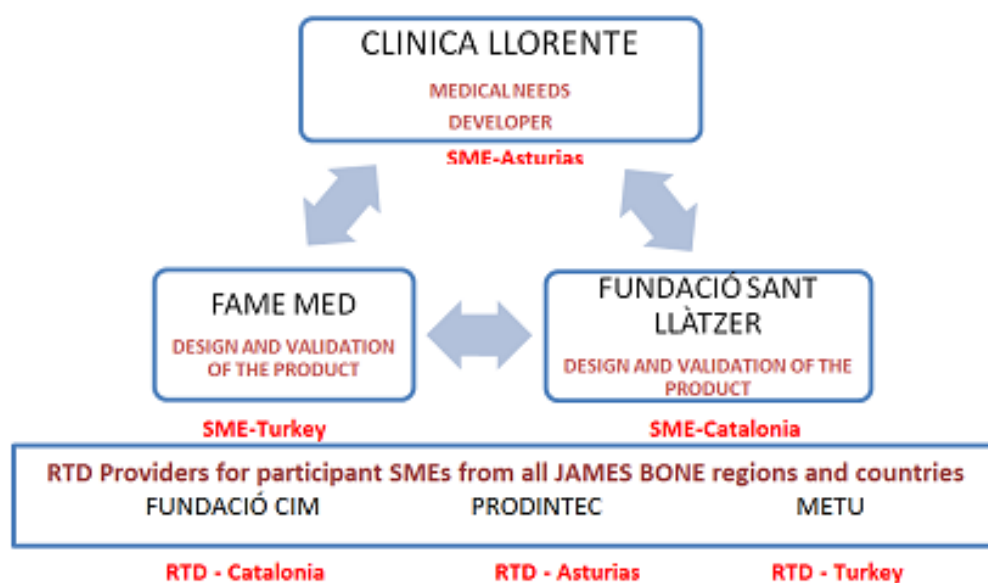 CLINICA LLORENTE
MEDICAL NEEDS
DEVELOPER
SME-Asturias
FAME MED
DESIGN AND VALIDATION
OF THE PRODUCT
SME-Turkey
FUNDACIÓ SANT
LLÀTZER
DESIGN AND VALIDATION OF THE
PRODUCT
SME-Catalonia
RTD Providers for participant SMEs from all JAMES BONE regions and countries
FUNDACIÓ CIM PRODINTEC METU
RTD - Catalonia RTD - Asturias RTD - Turkey